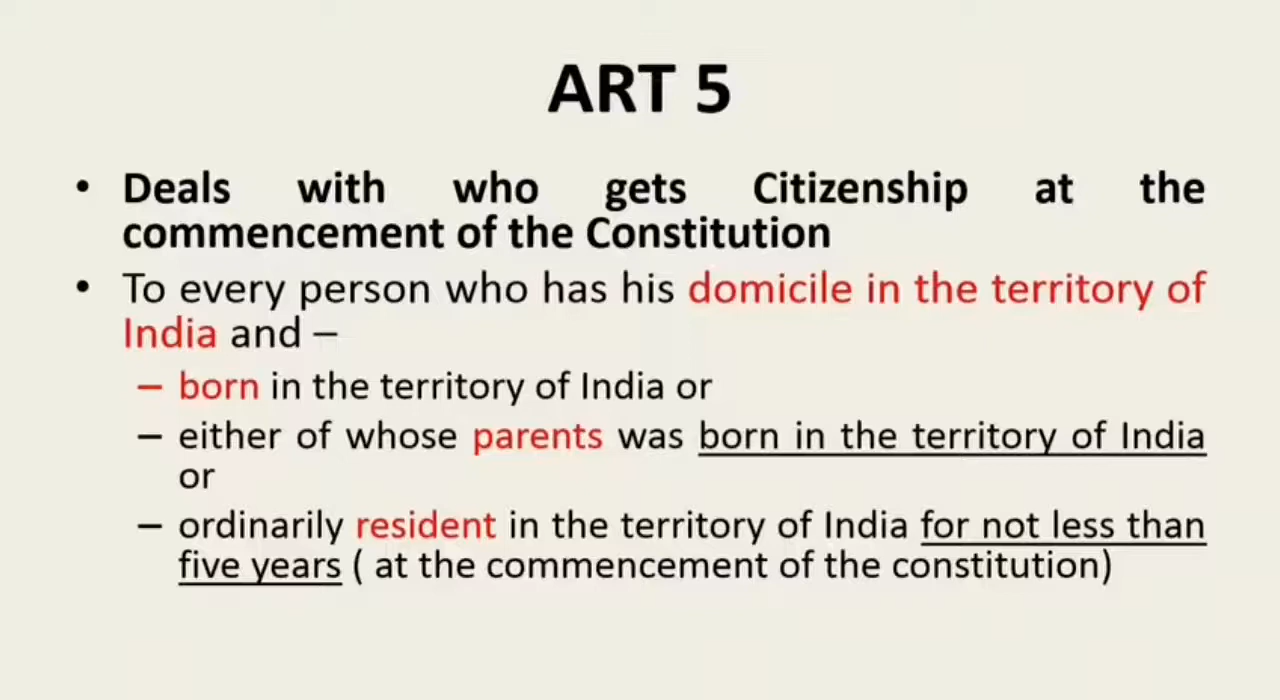 ART 5
• Deals with who gets Citizenship at the
commencement of the Constitution
• To every person who has his domicile in the territory of
India and –
– born in the territory of India or
– either of whose parents was born in the territory of India
or
– ordinarily resident in the territory of India for not less than
five years ( at the commencement of the constitution)